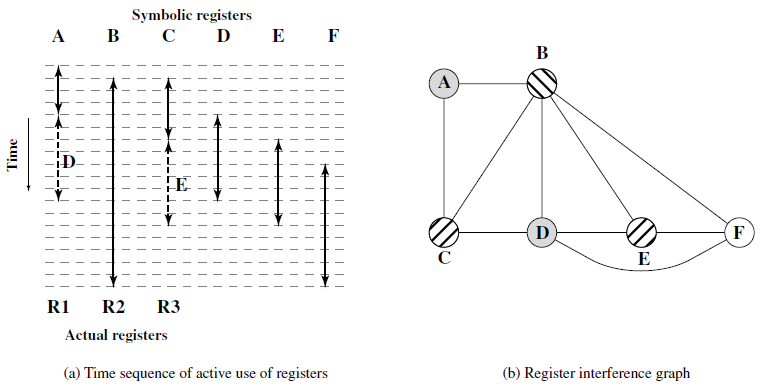 Symbolic registers
A B C D E F
Time
D
E
R1 R2 R3
Actual registers
(a) Time sequence of active use of registers
B
A
C
D
E
F
(b) Register interference graph